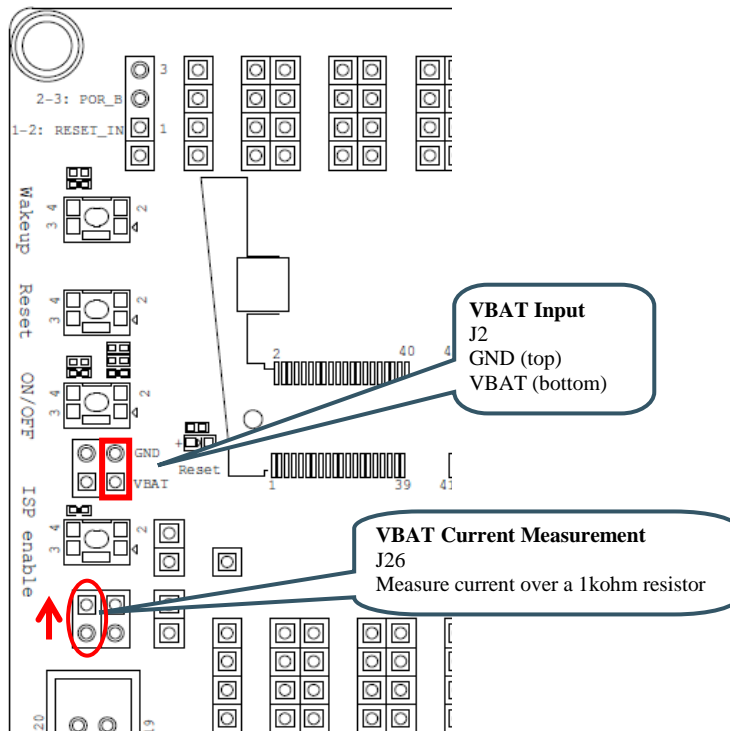 3
2-3: POR_B
1-2: RESET_IN 1
Wakeup
4 2
3
Reset
4 2
3
VBAT Input
J2
GND (top)
VBAT (bottom)
2 40 4
ON/OFF
4 2
3
GND
+
Reset
VBAT
1 39 41
ISP enable
4 2
3
VBAT Current Measurement
J26
Measure current over a 1kohm resistor
20 19